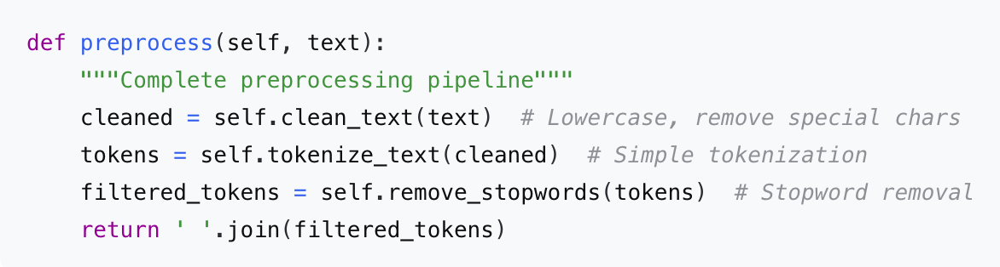 def preprocess(self, text):
    """Complete preprocessing pipeline"""
    cleaned = self.clean_text(text)  # Lowercase, remove special chars
    tokens = self.tokenize_text(cleaned)  # Simple tokenization
    filtered_tokens = self.remove_stopwords(tokens)  # Stopword removal
    return ' '.join(filtered_tokens)